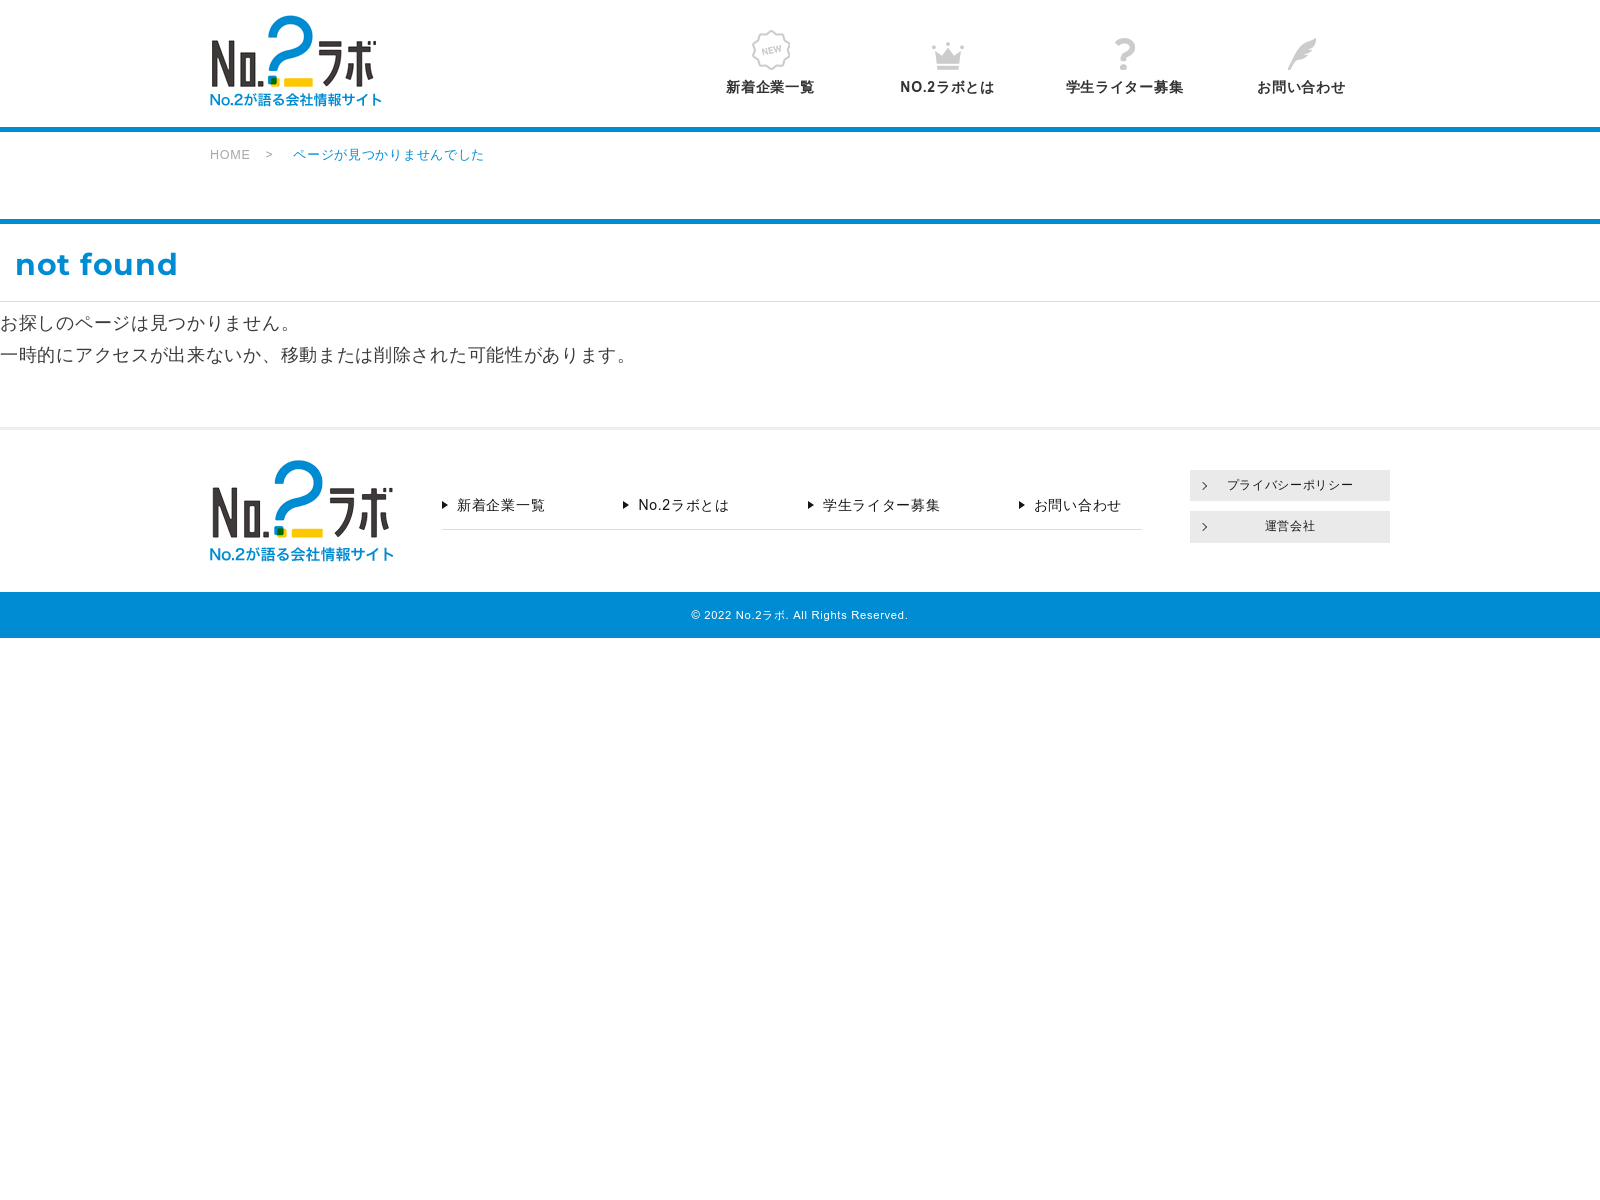 No.2ラボ
No.2が語る会社情報サイト
NEW
新着企業一覧
NO.2ラボとは
学生ライター募集
お問い合わせ
HOME > ページが見つかりませんでした
not found
お探しのページは見つかりません。
一時的にアクセスが出来ないか、移動または削除された可能性があります。
No.2ラボ
No.2が語る会社情報サイト
新着企業一覧
No.2ラボとは
学生ライター募集
お問い合わせ
プライバシーポリシー
運営会社
© 2022 No.2ラボ. All Rights Reserved.